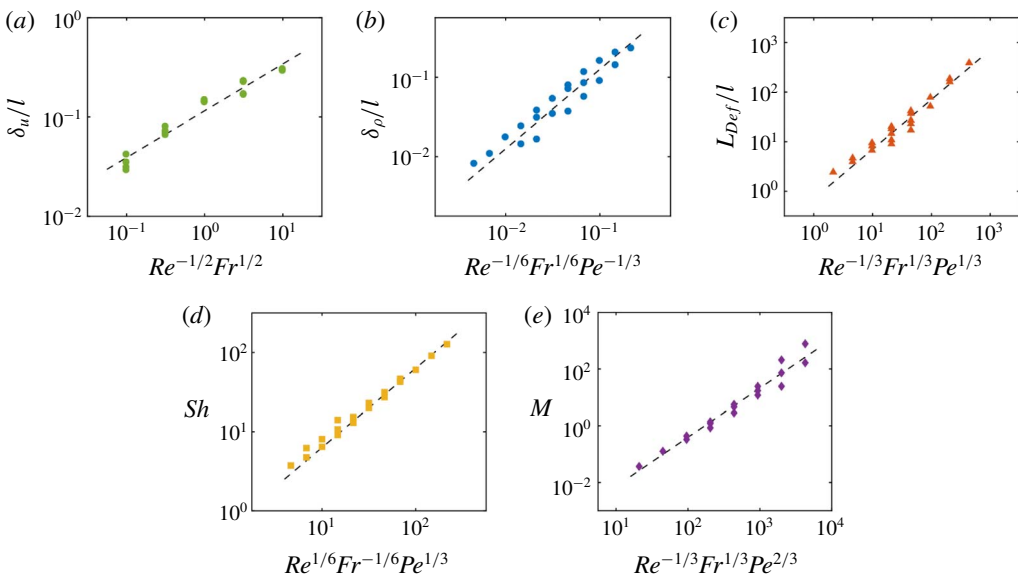 (a)
10^0
10^{-1}
10^{-2}
δ_u/l
10^{-1} 10^0 10^1
Re^{-1/2}Fr^{1/2}
(b)
10^{-1}
10^{-2}
δ_ρ/l
10^{-2} 10^{-1}
Re^{-1/6}Fr^{1/6}Pe^{-1/3}
(c)
10^3
10^2
10^1
10^0
L_{Def}/l
10^0 10^1 10^2 10^3
Re^{-1/3}Fr^{1/3}Pe^{1/3}
(d)
10^2
10^1
10^0
Sh
10^1 10^2
Re^{1/6}Fr^{-1/6}Pe^{1/3}
(e)
10^4
10^2
10^0
10^{-2}
M
10^1 10^2 10^3 10^4
Re^{-1/3}Fr^{1/3}Pe^{2/3}